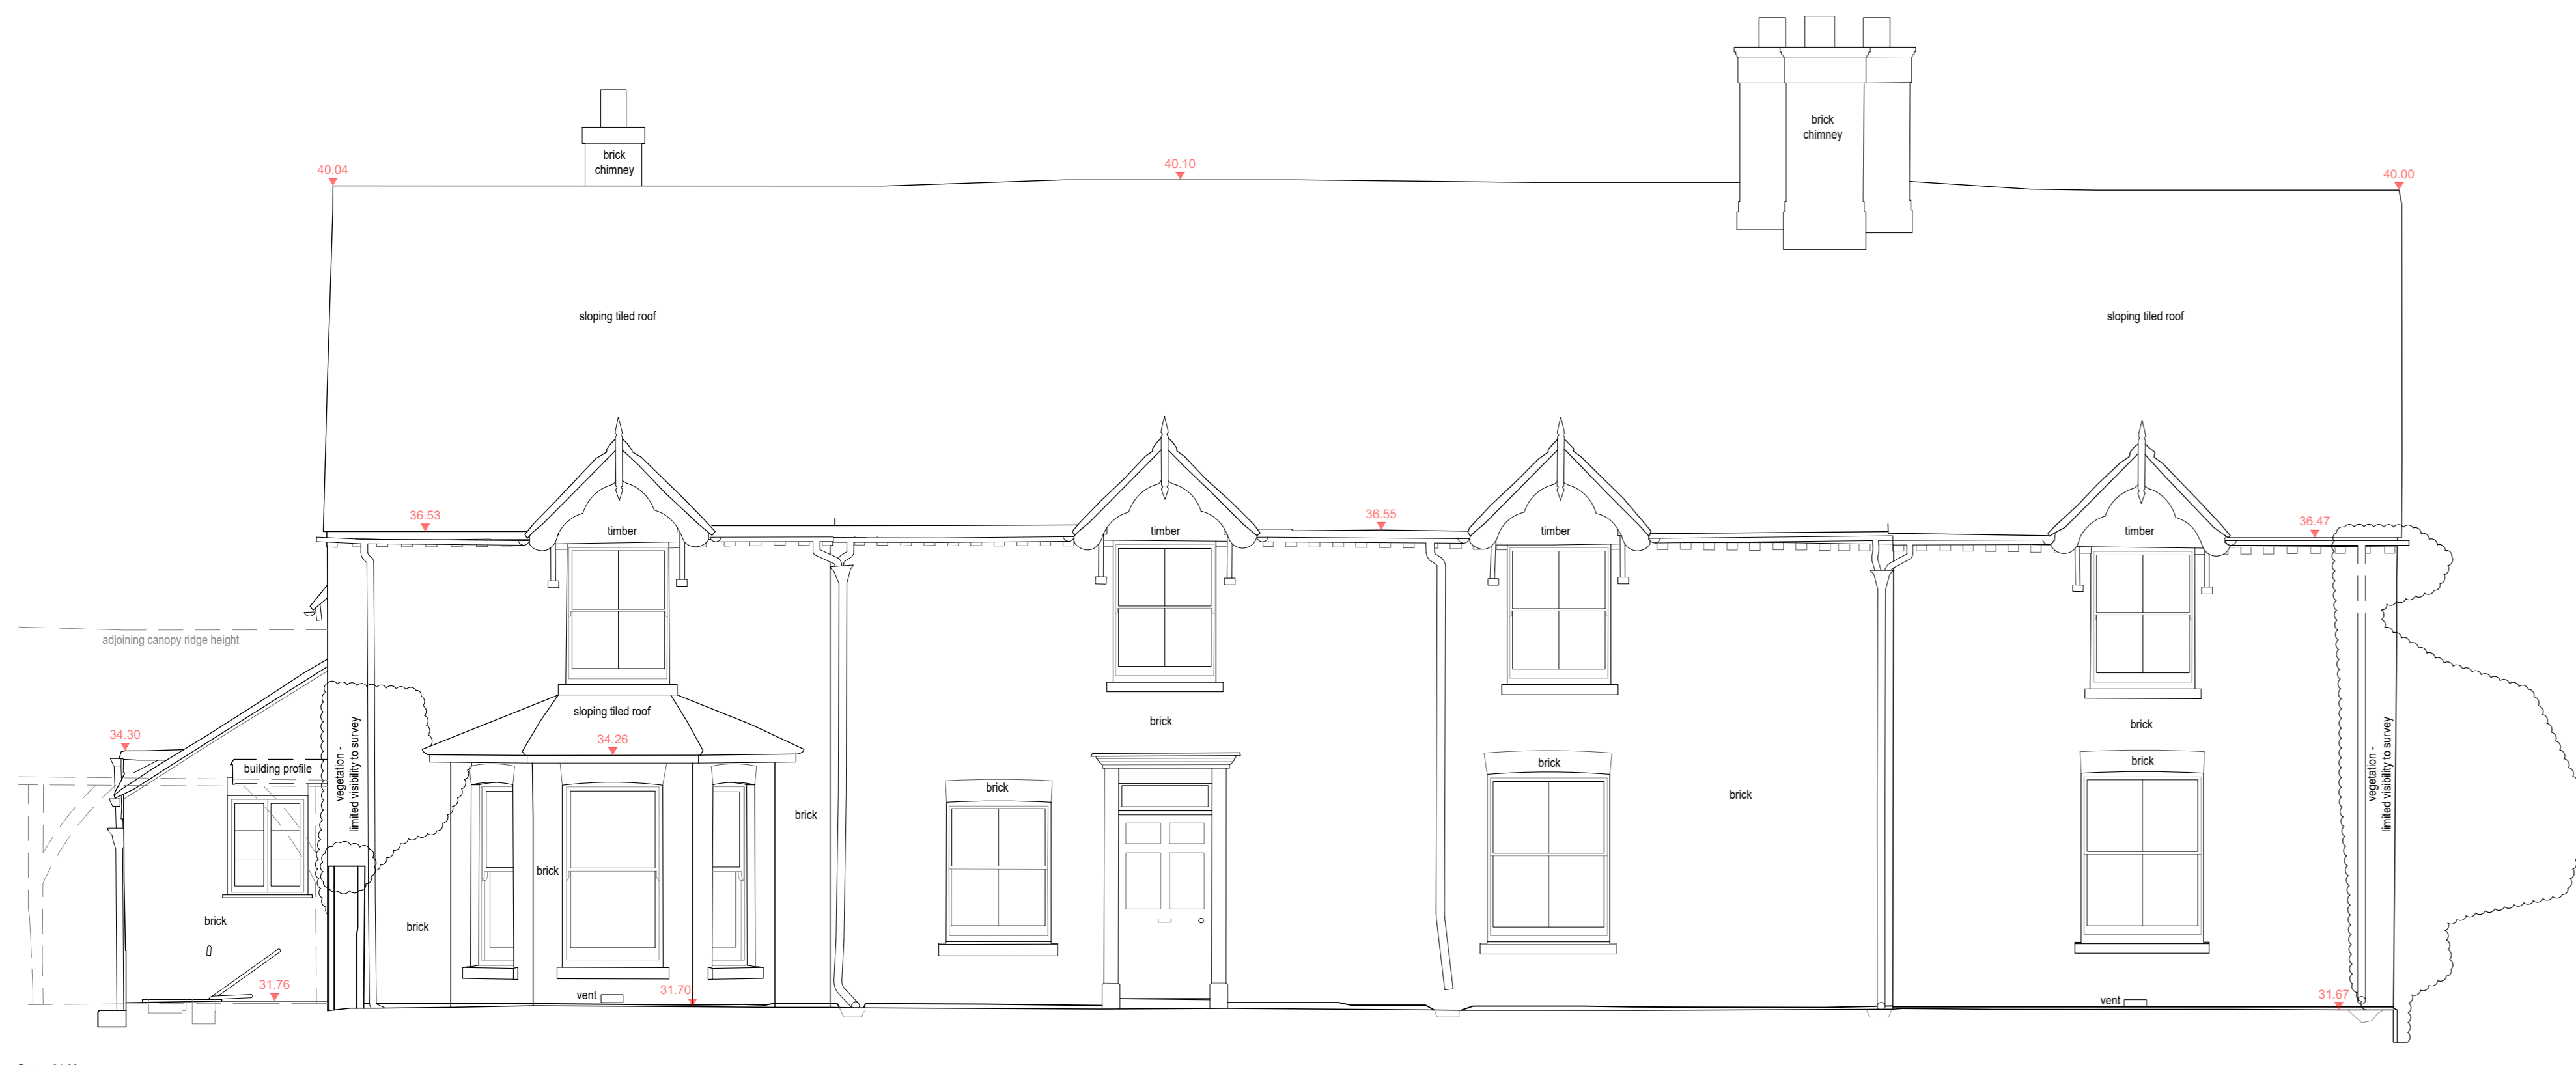 brick
chimney
brick
chimney
40.04
40.10
40.00
sloping tiled roof
sloping tiled roof
36.53
timber
timber
36.55
timber
timber
36.47
adjoining canopy ridge height
sloping tiled roof
34.30
34.26
brick
brick
building profile
vegetation -
limited visibility to survey
brick
brick
brick
vegetation -
limited visibility to survey
brick
brick
brick
brick
brick
31.76
vent
31.70
vent
31.67